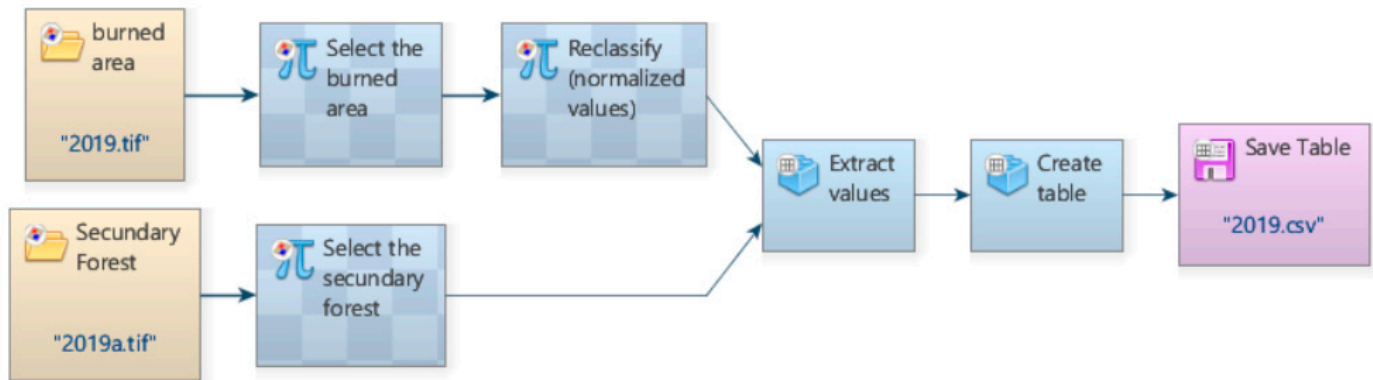 burned
area
"2019.tif"
Select the
burned
area
Reclassify
(normalized
values)
Secundary
Forest
"2019a.tif"
Select the
secundary
forest
Extract
values
Create
table
Save Table
"2019.csv"